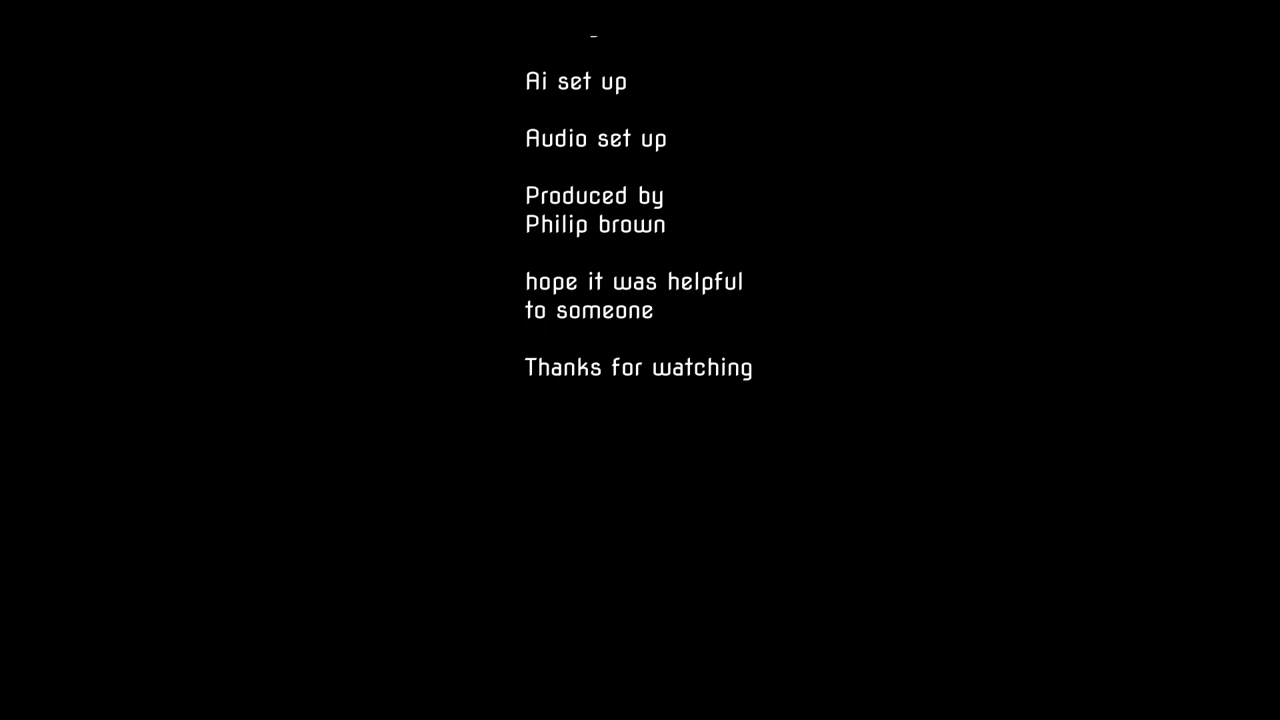 Ai set up
Audio set up
Produced by
Philip brown
hope it was helpful
to someone
Thanks for watching